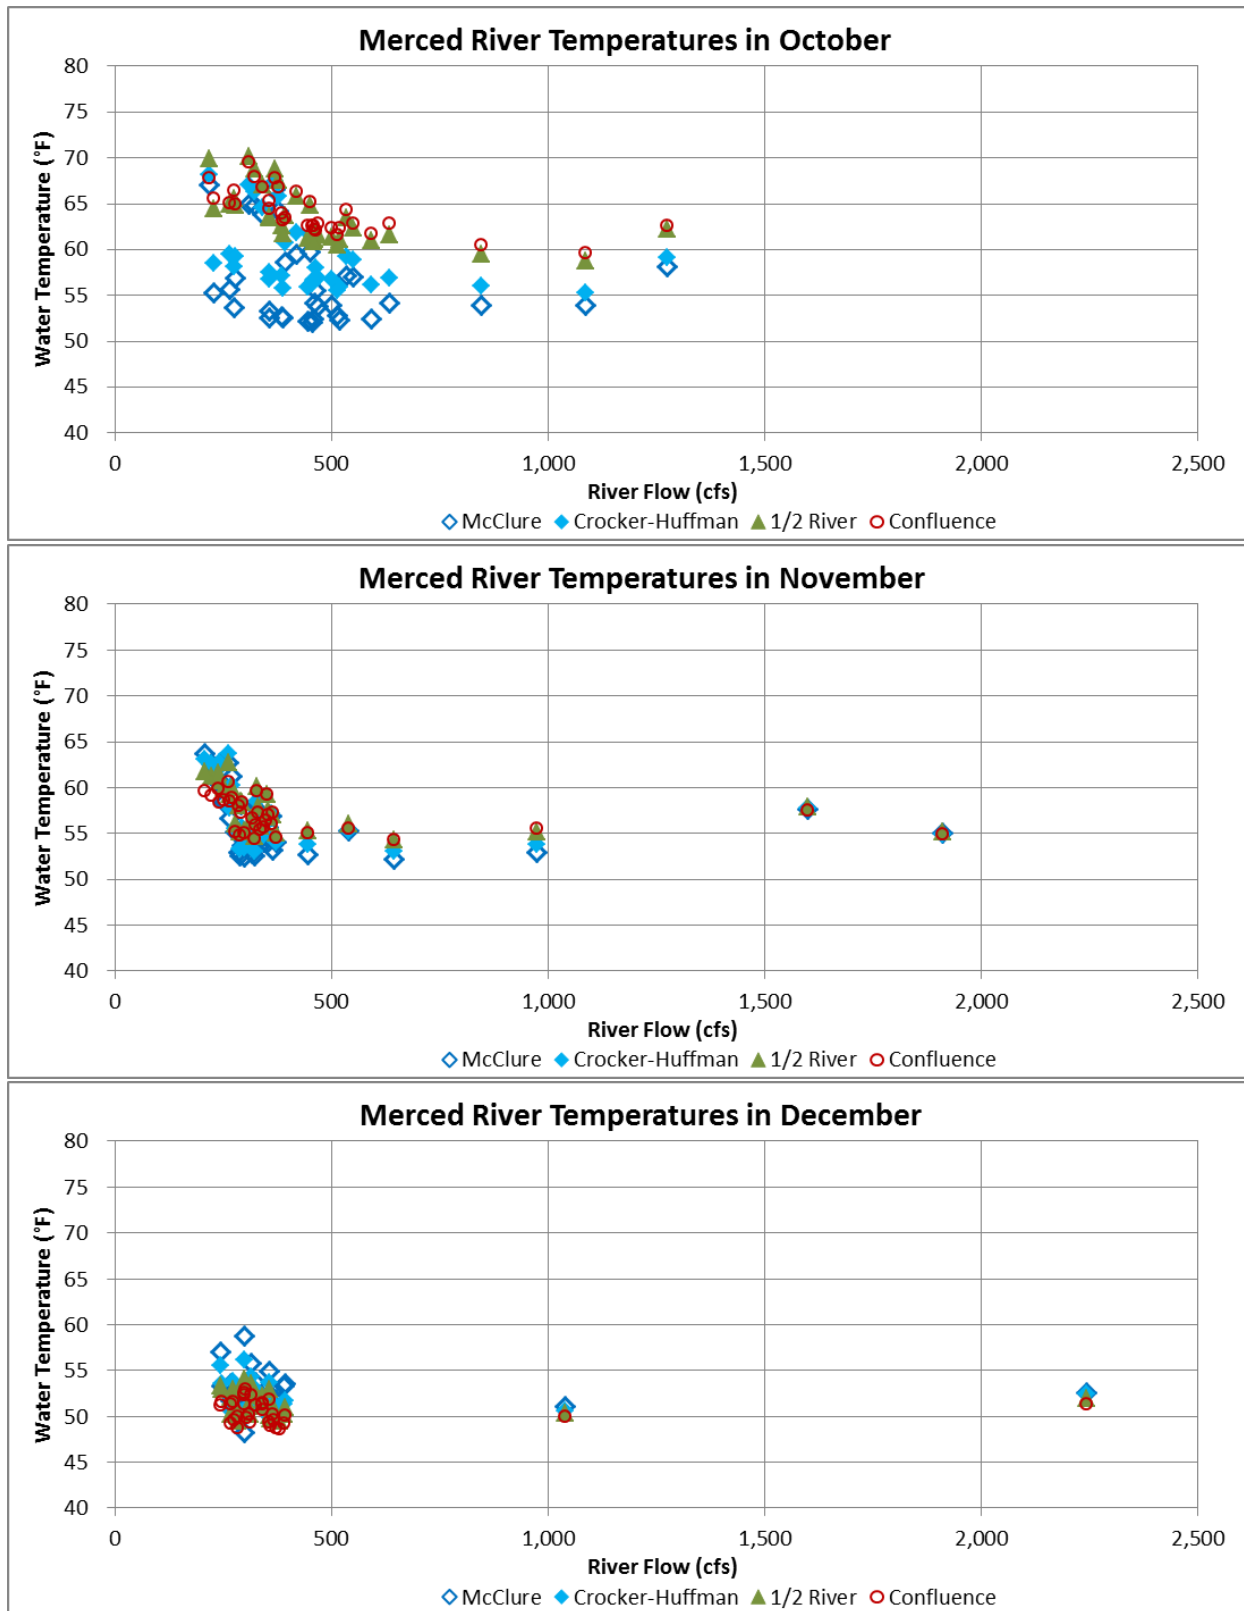 Merced River Temperatures in October
Water Temperature (°F)
80
75
70
65
60
55
50
45
40
0 500 1,000 1,500 2,000 2,500
River Flow (cfs)
McClure Crocker-Huffman 1/2 River Confluence
Merced River Temperatures in November
Water Temperature (°F)
80
75
70
65
60
55
50
45
40
0 500 1,000 1,500 2,000 2,500
River Flow (cfs)
McClure Crocker-Huffman 1/2 River Confluence
Merced River Temperatures in December
Water Temperature (°F)
80
75
70
65
60
55
50
45
40
0 500 1,000 1,500 2,000 2,500
River Flow (cfs)
McClure Crocker-Huffman 1/2 River Confluence